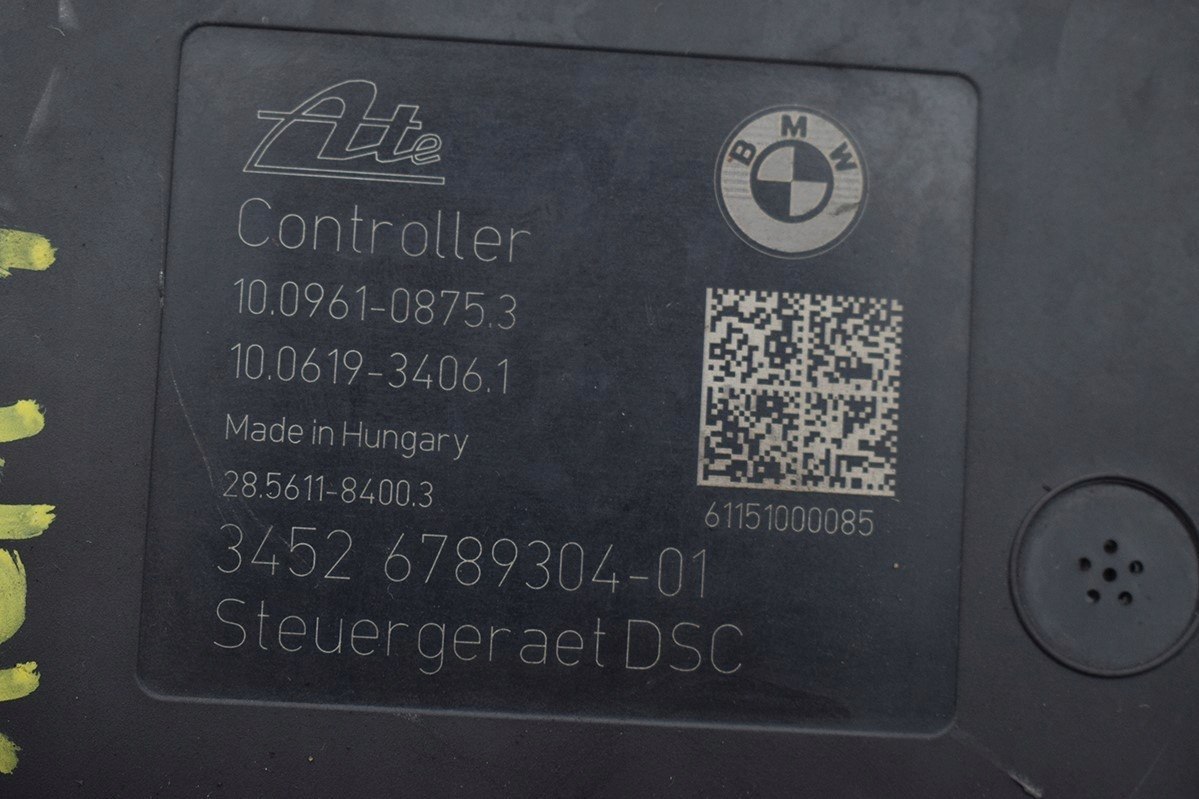 Ate
BMW
Controller
10.0961-0875.3
10.0619-3406.1
Made in Hungary
28.5611-8400.3
61151000085
3452 6789304-01
Steuergeraet DSC